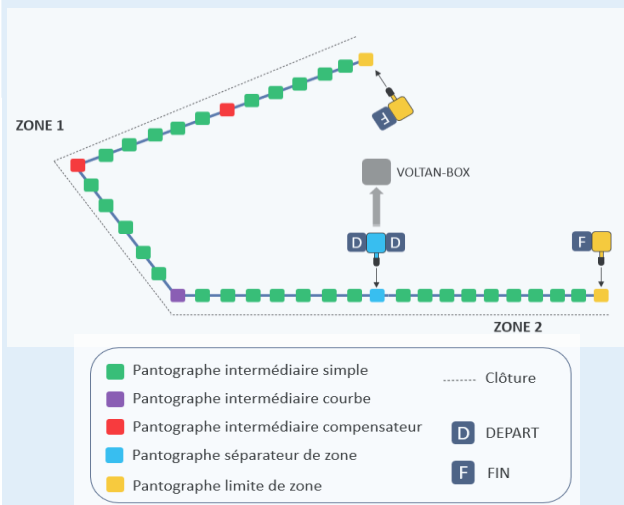 F
ZONE 1
VOLTAN-BOX
D D
F
ZONE 2
Pantographe intermédiaire simple
Pantographe intermédiaire courbe
Pantographe intermédiaire compensateur
Pantographe séparateur de zone
Pantographe limite de zone
Clôture
D DEPART
F FIN